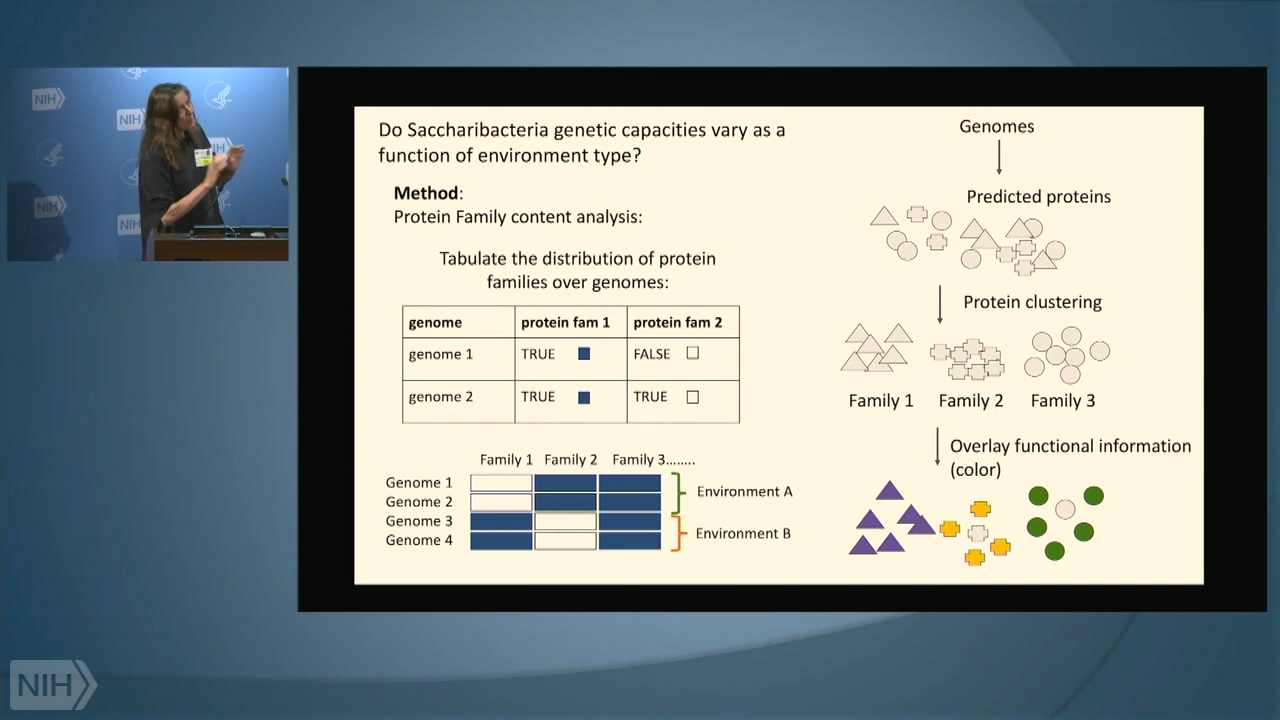 NIH
NIH
NIH
NIH
NIH
Do Saccharibacteria genetic capacities vary as a
function of environment type?
Method:
Protein Family content analysis:
Tabulate the distribution of protein
families over genomes:
genome protein fam 1 protein fam 2
genome 1 TRUE FALSE
genome 2 TRUE TRUE
Family 1 Family 2 Family 3........
Genome 1
Genome 2
Genome 3
Genome 4
Environment A
Environment B
Genomes
Predicted proteins
Protein clustering
Family 1 Family 2 Family 3
Overlay functional information
(color)
NIH